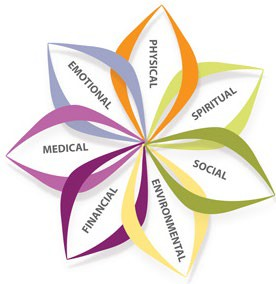 PHYSICAL
SPIRITUAL
SOCIAL
ENVIRONMENTAL
FINANCIAL
MEDICAL
EMOTIONAL